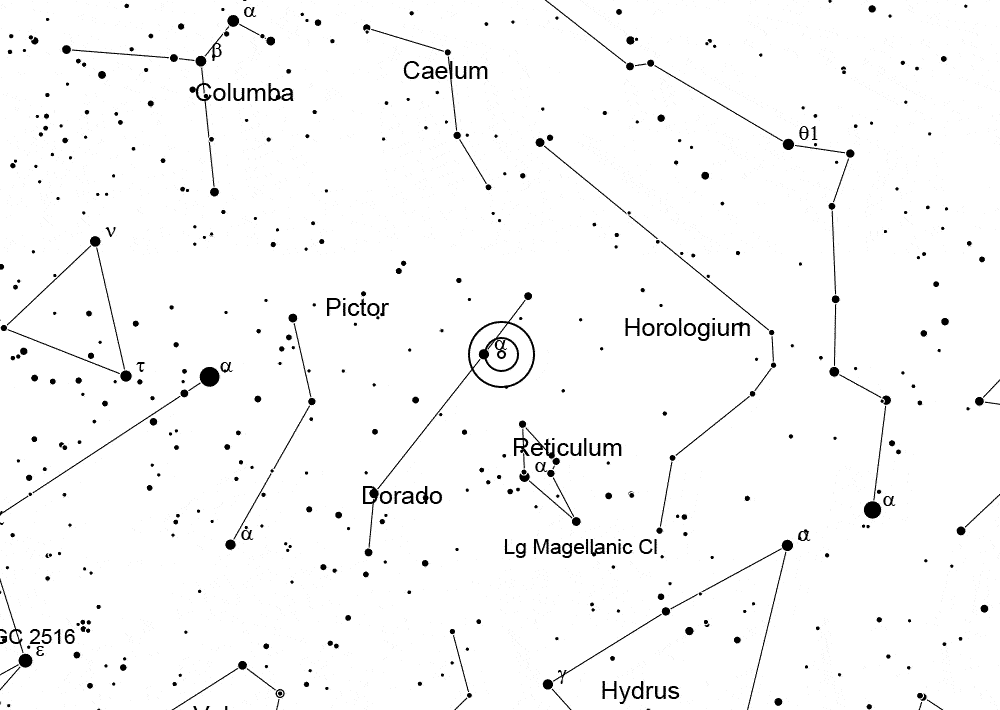 α
β
Columba
Caelum
θ1
ν
Pictor
Horologium
α
τ
α
Reticulum
α
Dorado
α
α
Lg Magellanic Cl
α
GC 2516
ε
γ
Hydrus